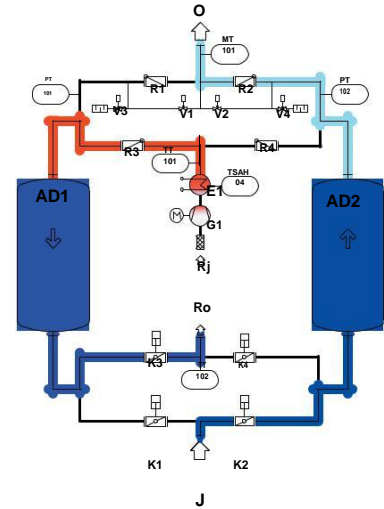 O
MT
101
PT
101
R1
R2
PT
102
V3
V1
V2
V4
R3
TT
101
R4
TSAH
04
E1
AD1
AD2
M
G1
Rj
Ro
K3
K4
102
K1
K2
J